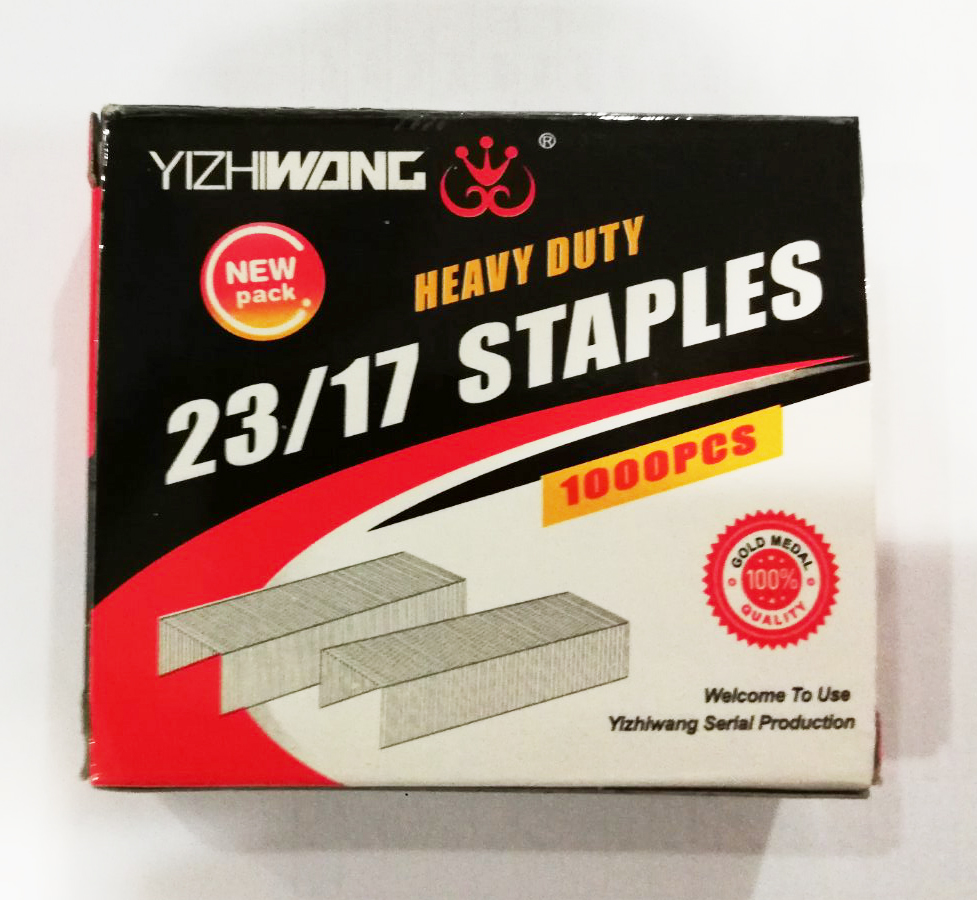 YIZHIWANG ®
NEW
pack
HEAVY DUTY
23/17 STAPLES
1000PCS
GOLD MEDAL
100%
QUALITY
Welcome To Use
Yizhiwang Serial Production